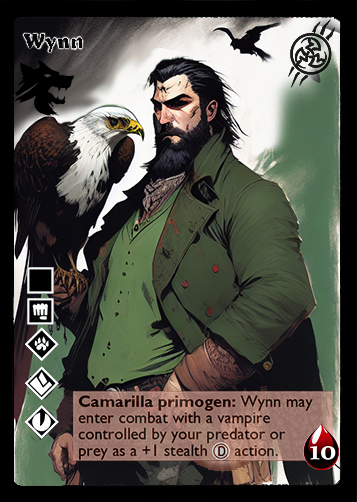 Wynn
Camarilla primogen: Wynn may
enter combat with a vampire
controlled by your predator or
prey as a +1 stealth Ⓓ action.
10